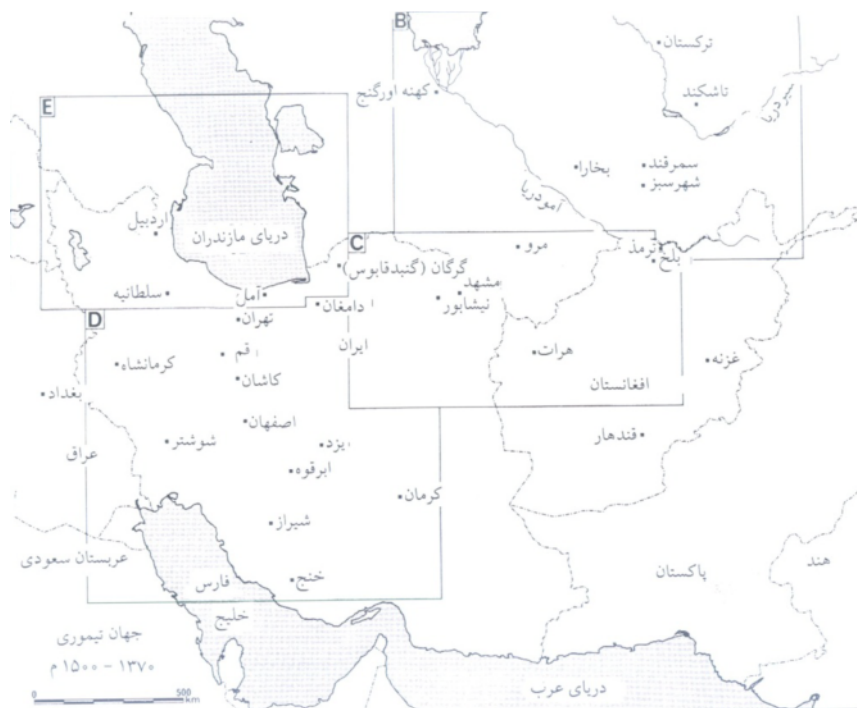 B
ترکستان
تاشکند
سیردریا
کهنه اورگنج
E
سمرقند
بخارا
شهرسبز
آمودریا
اردبیل
دریای مازندران
C
مرو
ترمذ
بلخ
گرگان (گنبدقابوس)
مشهد
نیشابور
سلطانیه
آمل
دامغان
D
تهران
ایران
هرات
غزنه
قم
کرمانشاه
کاشان
افغانستان
بغداد
اصفهان
قندهار
شوشتر
یزد
عراق
ابرقوه
کرمان
شیراز
عربستان سعودی
فارس
خنج
پاکستان
هند
خلیج
جهان تیموری
۱۳۷۰ - ۱۵۰۰ م
دریای عرب
0 500 km